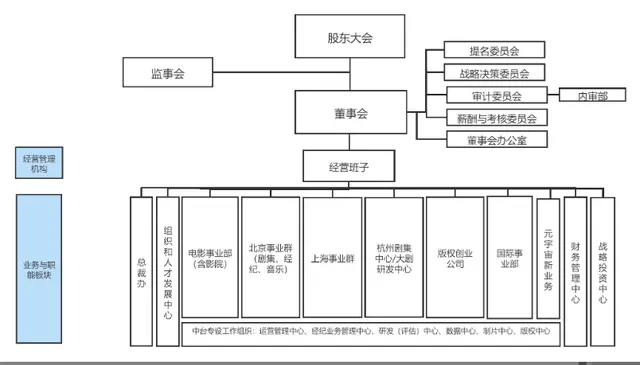 股东大会
监事会
提名委员会
战略决策委员会
审计委员会
内审部
薪酬与考核委员会
董事会办公室
董事会
经营班子
经营管理
机构
业务与职
能板块
总裁办
组织和人才发展中心
电影事业部
（含影院）
北京事业群
（剧集、经
纪、音乐）
上海事业群
杭州剧集
中心/大剧
研发中心
版权创业
公司
国际事
业部
元宇宙新业务
财务管理中心
战略投资中心
中台专设工作组织：运营管理中心、经纪业务管理中心、研发（评估）中心、数据中心、制片中心、版权中心